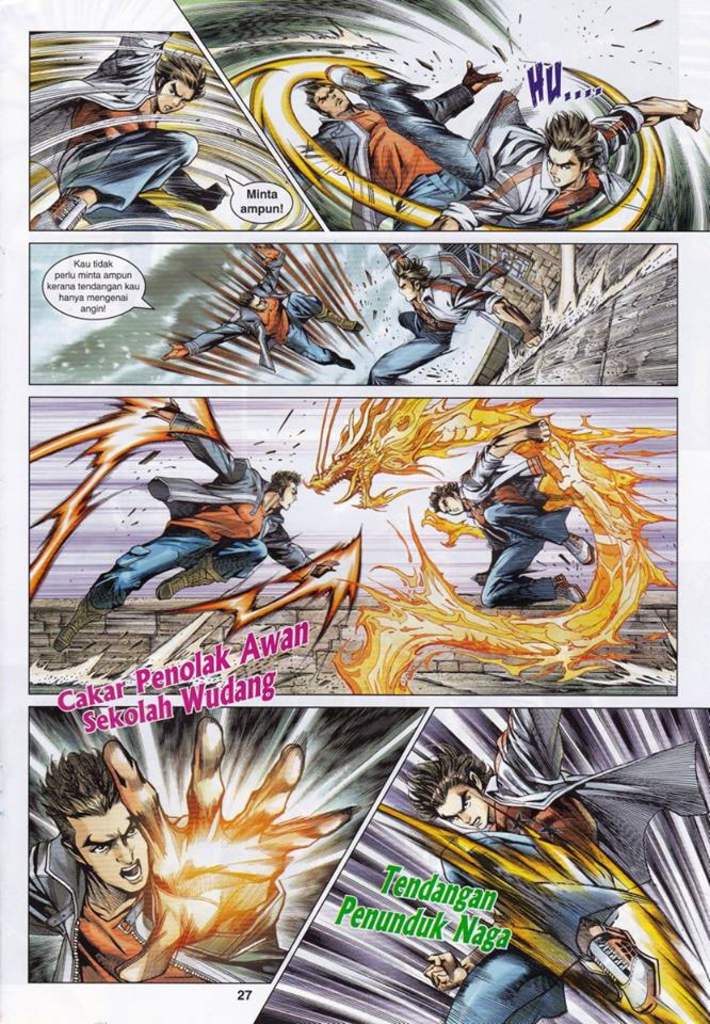 HU....
Minta
ampun!
Kau tidak
perlu minta ampun
kerana tendangan kau
hanya mengenai
angin!
Cakar Penolak Awan
Sekolah Wudang
Tendangan
Penunduk Naga
27